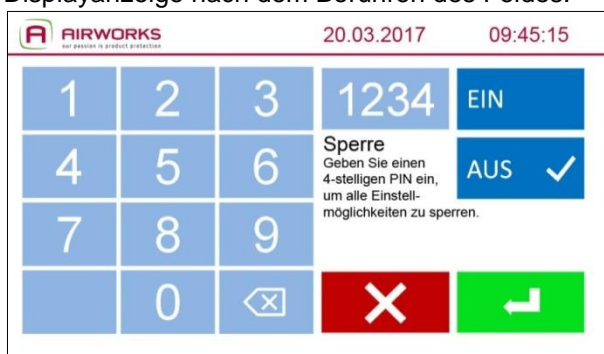 Displayanzeige nach dem Berühren des Feldes:
AIRWORKS 20.03.2017 09:45:15
our passion is product protection
1 2 3 1234 EIN
Sperre
Geben Sie einen
4-stelligen PIN ein,
um alle Einstell-
möglichkeiten zu sperren.
4 5 6 AUS
7 8 9
0